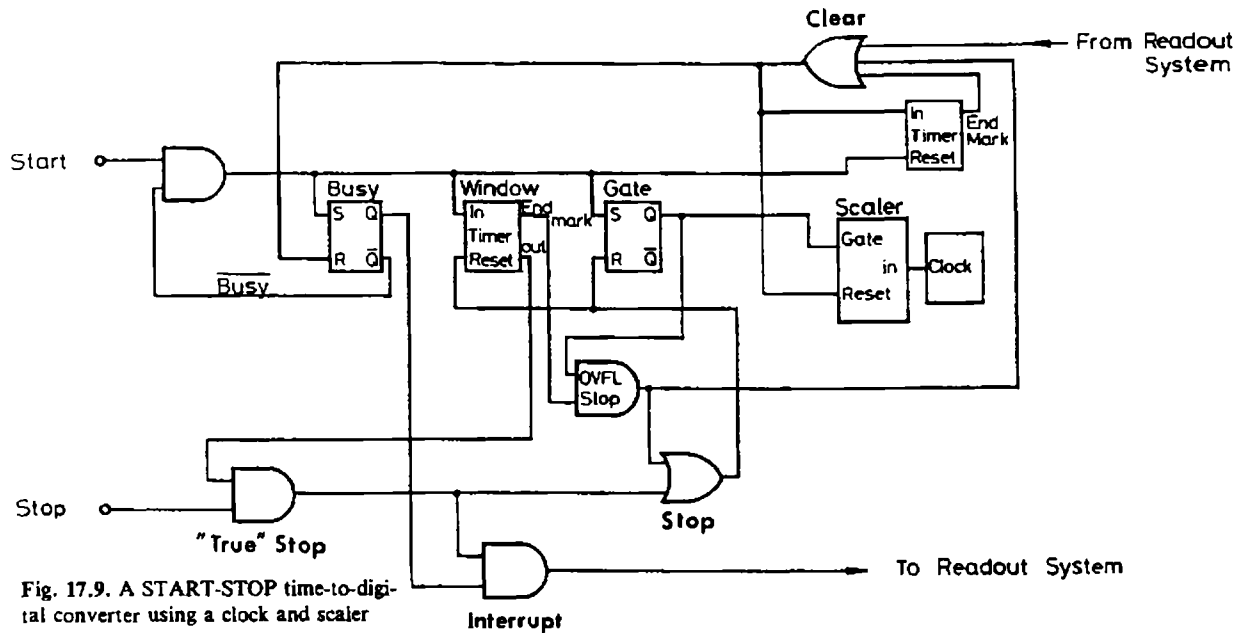 Clear
From Readout
System
In
Timer
Reset
End
Mark
Start
Busy
S Q
R Q̅
B̅u̅s̅y̅
Window
In
Timer
Reset
End
mark
out
Gate
S Q
R Q̅
Scaler
Gate
in
Reset
Clock
OVFL
Stop
Stop
"True" Stop
Stop
Interrupt
To Readout System
Fig. 17.9. A START-STOP time-to-digi-
tal converter using a clock and scaler